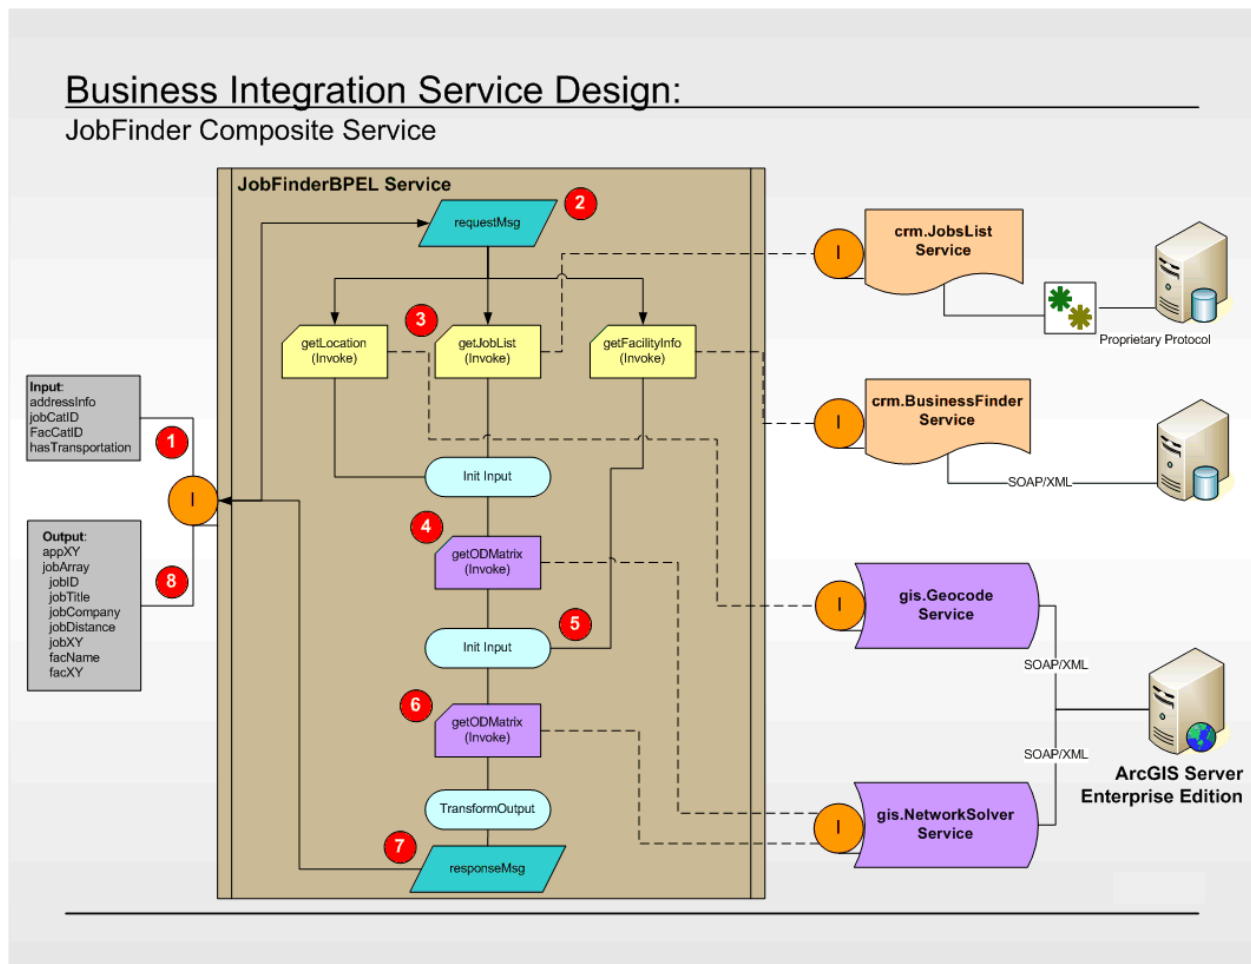 Business Integration Service Design:
JobFinder Composite Service
JobFinderBPEL Service
requestMsg
2
3
getLocation
(Invoke)
getJobList
(Invoke)
getFacilityInfo
(Invoke)
Init Input
4
getODMatrix
(Invoke)
5
Init Input
6
getODMatrix
(Invoke)
TransformOutput
7
responseMsg
Input:
addressInfo
jobCatID
FacCatID
hasTransportation
1
I
Output:
appXY
jobArray
jobID
jobTitle
jobCompany
jobDistance
jobXY
facName
facXY
8
I
crm.JobsList
Service
Proprietary Protocol
I
crm.BusinessFinder
Service
SOAP/XML
I
gis.Geocode
Service
SOAP/XML
SOAP/XML
ArcGIS Server
Enterprise Edition
I
gis.NetworkSolver
Service